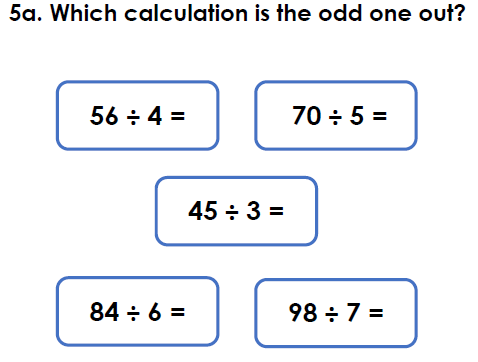 5a. Which calculation is the odd one out?
56 ÷ 4 =
70 ÷ 5 =
45 ÷ 3 =
84 ÷ 6 =
98 ÷ 7 =